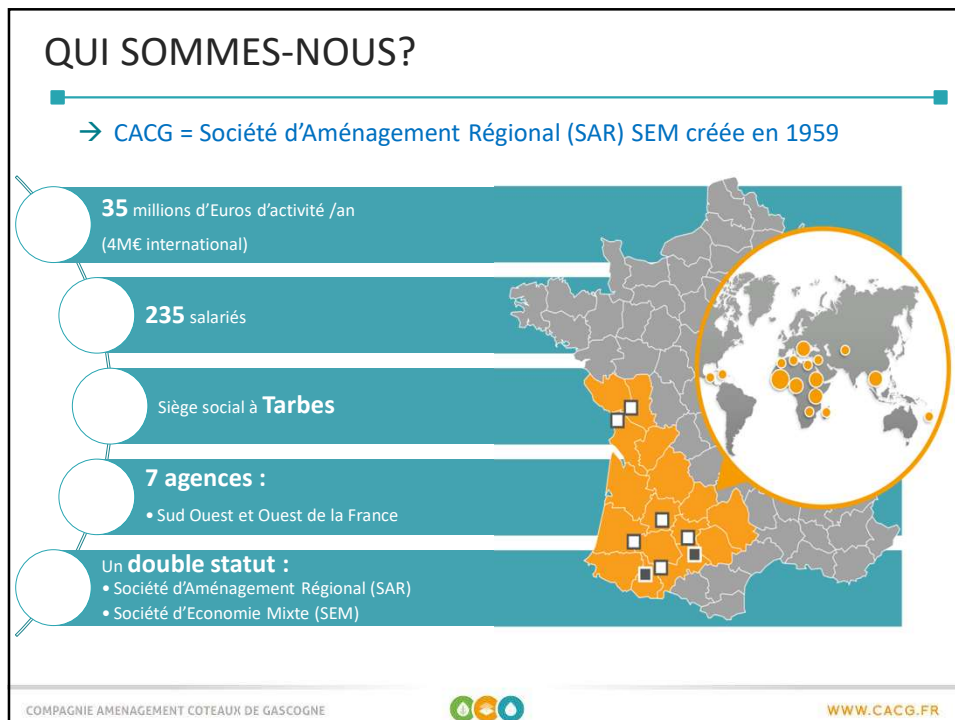 QUI SOMMES-NOUS?
→ CACG = Société d'Aménagement Régional (SAR) SEM créée en 1959
35 millions d'Euros d'activité /an
(4M€ international)
235 salariés
Siège social à Tarbes
7 agences :
• Sud Ouest et Ouest de la France
Un double statut :
• Société d'Aménagement Régional (SAR)
• Société d'Economie Mixte (SEM)
COMPAGNIE AMENAGEMENT COTEAUX DE GASCOGNE
WWW.CACG.FR